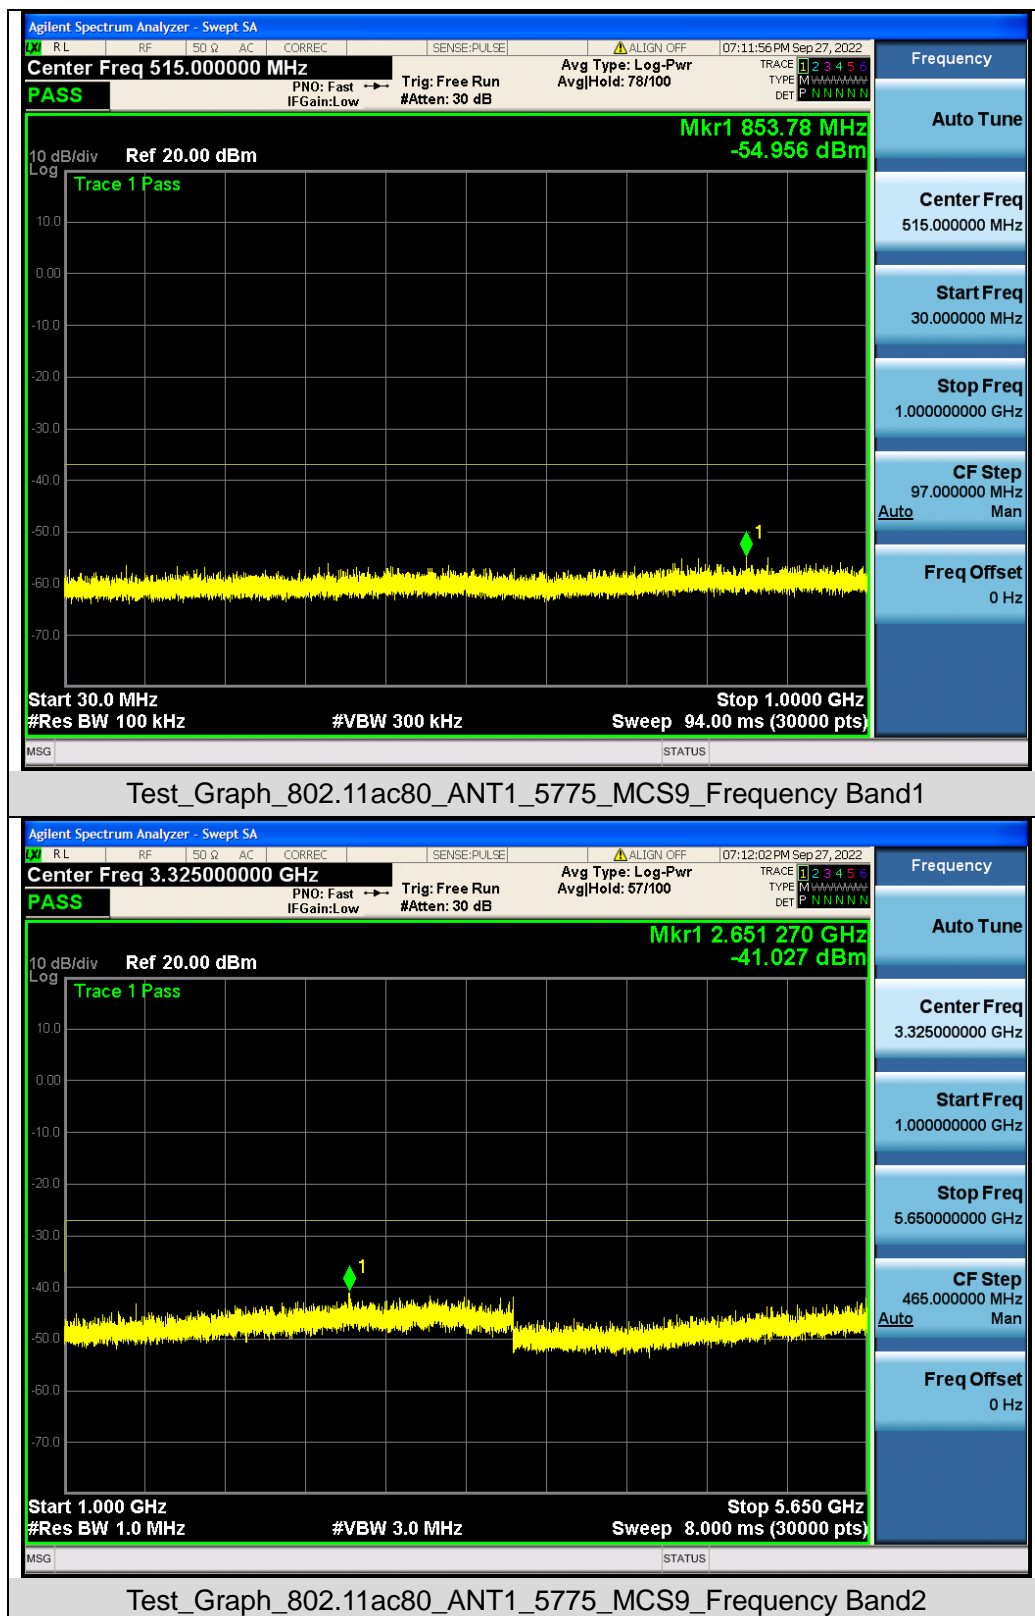 Agilent Spectrum Analyzer - Swept SA
LXI RL RF 50 Ω AC CORREC SENSE:PULSE ALIGN OFF 07:11:56 PM Sep 27, 2022
Center Freq 515.000000 MHz Avg Type: Log-Pwr TRACE 1 2 3 4 5 6
PASS PNO: Fast Trig: Free Run Avg|Hold: 78/100 TYPE M WWWWW
IFGain:Low #Atten: 30 dB DET P N N N N N
Mkr1 853.78 MHz
-54.956 dBm
10 dB/div Ref 20.00 dBm
Log
Trace 1 Pass
10.0
0.00
-10.0
-20.0
-30.0
-40.0
-50.0
1
-60.0
-70.0
Start 30.0 MHz Stop 1.0000 GHz
#Res BW 100 kHz #VBW 300 kHz Sweep 94.00 ms (30000 pts)
MSG STATUS
Frequency
Auto Tune
Center Freq
515.000000 MHz
Start Freq
30.000000 MHz
Stop Freq
1.000000000 GHz
CF Step
97.000000 MHz
Auto Man
Freq Offset
0 Hz
Test_Graph_802.11ac80_ANT1_5775_MCS9_Frequency Band1
Agilent Spectrum Analyzer - Swept SA
LXI RL RF 50 Ω AC CORREC SENSE:PULSE ALIGN OFF 07:12:02 PM Sep 27, 2022
Center Freq 3.325000000 GHz Avg Type: Log-Pwr TRACE 1 2 3 4 5 6
PASS PNO: Fast Trig: Free Run Avg|Hold: 57/100 TYPE M WWWWW
IFGain:Low #Atten: 30 dB DET P N N N N N
Mkr1 2.651 270 GHz
-41.027 dBm
10 dB/div Ref 20.00 dBm
Log
Trace 1 Pass
10.0
0.00
-10.0
-20.0
-30.0
1
-40.0
-50.0
-60.0
-70.0
Start 1.000 GHz Stop 5.650 GHz
#Res BW 1.0 MHz #VBW 3.0 MHz Sweep 8.000 ms (30000 pts)
MSG STATUS
Frequency
Auto Tune
Center Freq
3.325000000 GHz
Start Freq
1.000000000 GHz
Stop Freq
5.650000000 GHz
CF Step
465.000000 MHz
Auto Man
Freq Offset
0 Hz
Test_Graph_802.11ac80_ANT1_5775_MCS9_Frequency Band2